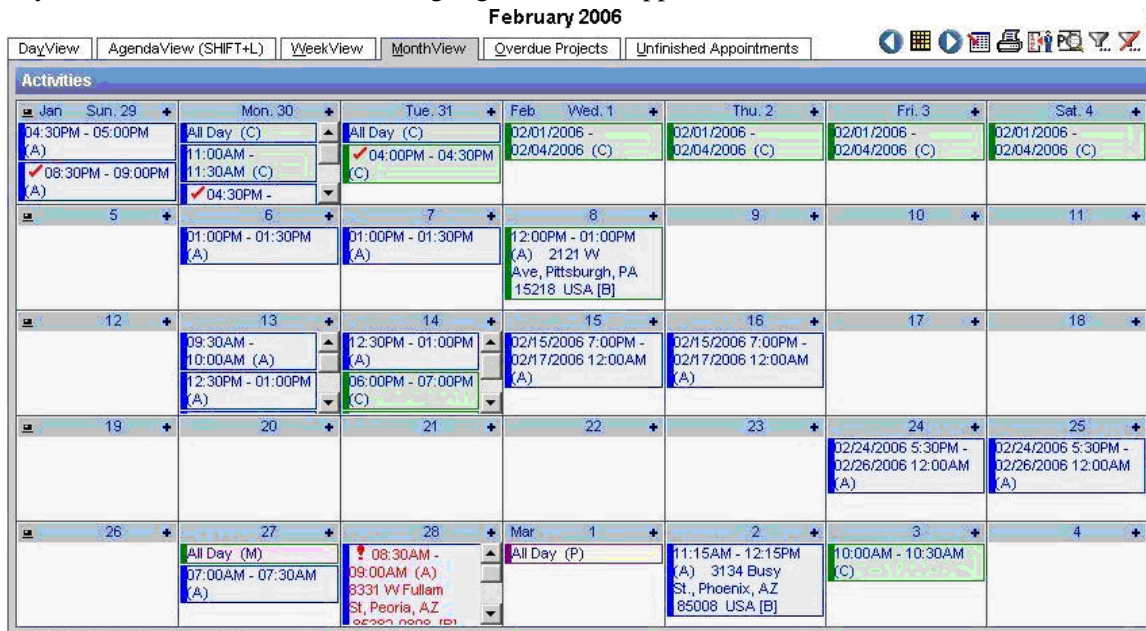 February 2006
DayView AgendaView (SHIFT+L) WeekView MonthView Overdue Projects Unfinished Appointments
Activities
Jan Sun. 29 + Mon. 30 + Tue. 31 + Feb Wed. 1 + Thu. 2 + Fri. 3 + Sat. 4 +
04:30PM - 05:00PM
(A)
08:30PM - 09:00PM
(A)
All Day (C)
11:00AM -
11:30AM (C)
04:30PM -
All Day (C)
04:00PM - 04:30PM
(C)
02/01/2006 -
02/04/2006 (C)
02/01/2006 -
02/04/2006 (C)
02/01/2006 -
02/04/2006 (C)
02/01/2006 -
02/04/2006 (C)
5 + 6 + 7 + 8 + 9 + 10 + 11 +
01:00PM - 01:30PM
(A)
01:00PM - 01:30PM
(A)
12:00PM - 01:00PM
(A) 2121 W
Ave, Pittsburgh, PA
15218 USA [B]
12 + 13 + 14 + 15 + 16 + 17 + 18 +
09:30AM -
10:00AM (A)
12:30PM - 01:00PM
(A)
12:30PM - 01:00PM
(A)
06:00PM - 07:00PM
(C)
02/15/2006 7:00PM -
02/17/2006 12:00AM
(A)
02/15/2006 7:00PM -
02/17/2006 12:00AM
(A)
19 + 20 + 21 + 22 + 23 + 24 + 25 +
02/24/2006 5:30PM -
02/26/2006 12:00AM
(A)
02/24/2006 5:30PM -
02/26/2006 12:00AM
(A)
26 + 27 + 28 + Mar 1 + 2 + 3 + 4 +
All Day (M)
07:00AM - 07:30AM
(A)
08:30AM -
09:00AM (A)
8331 W Fullam
St, Peoria, AZ
All Day (P)
11:15AM - 12:15PM
(A) 3134 Busy
St., Phoenix, AZ
85008 USA [B]
10:00AM - 10:30AM
(C)